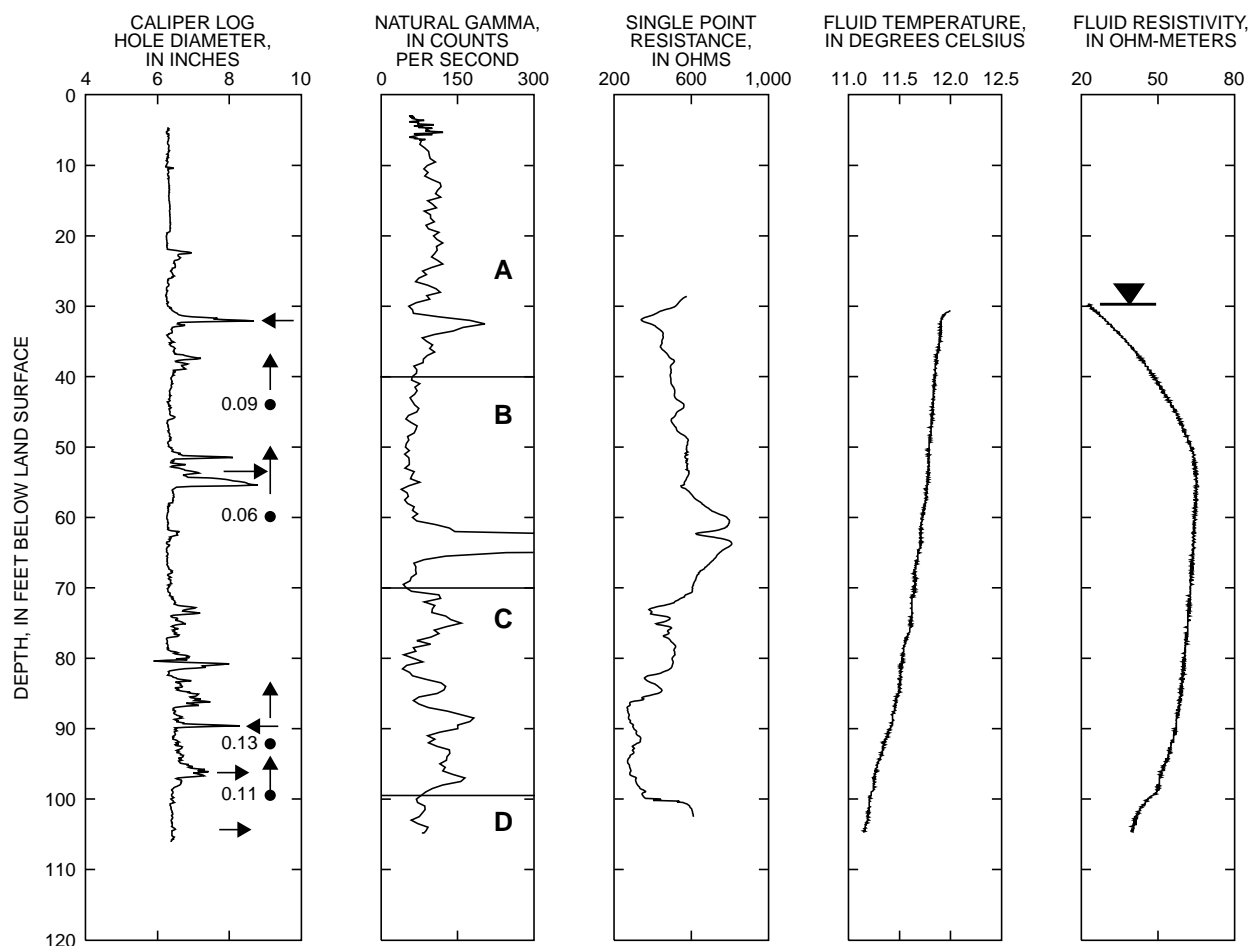 CALIPER LOG
HOLE DIAMETER,
IN INCHES
4 6 8 10
NATURAL GAMMA,
IN COUNTS
PER SECOND
0 150 300
SINGLE POINT
RESISTANCE,
IN OHMS
200 600 1,000
FLUID TEMPERATURE,
IN DEGREES CELSIUS
11.0 11.5 12.0 12.5
FLUID RESISTIVITY,
IN OHM-METERS
20 50 80
DEPTH, IN FEET BELOW LAND SURFACE
0
10
20
30
40
50
60
70
80
90
100
110
120
0.09
0.06
0.13
0.11
A
B
C
D